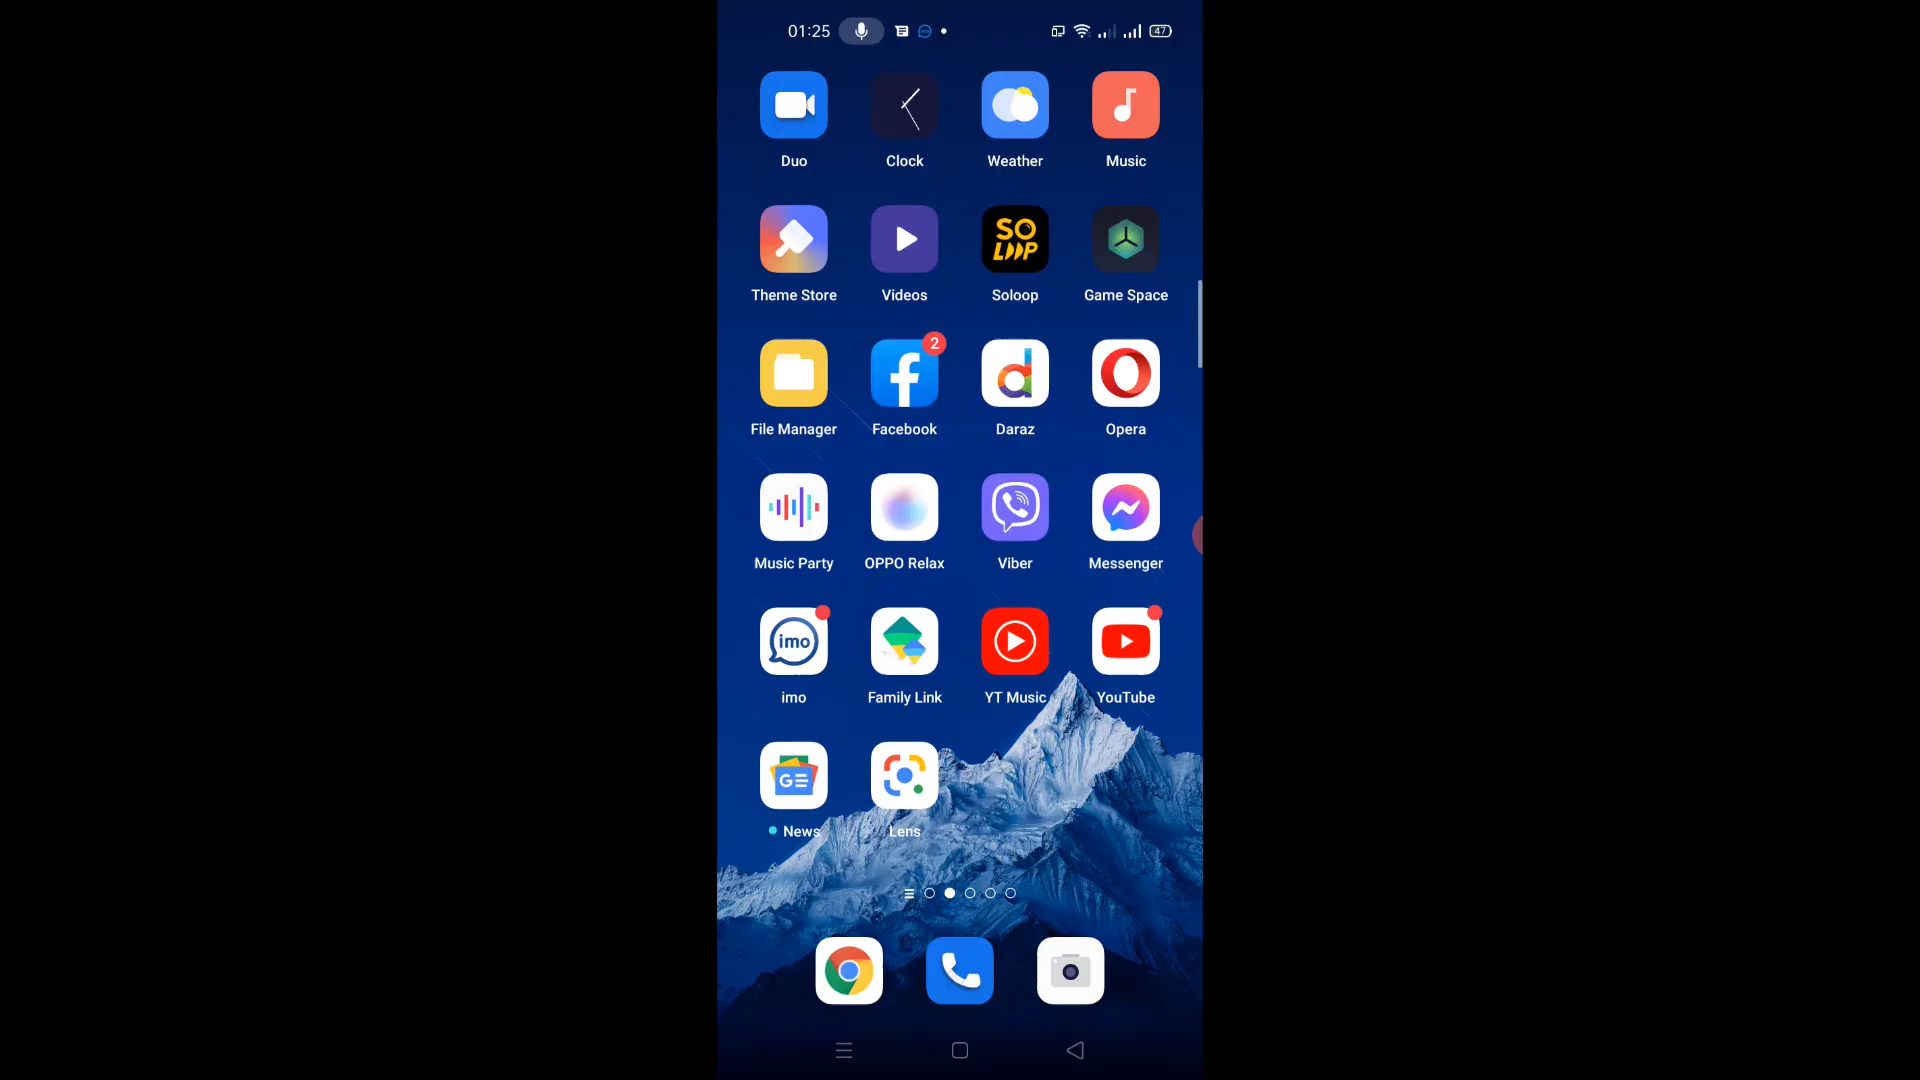 01:25 47
Duo Clock Weather Music
SO
LOOP
Theme Store Videos Soloop Game Space
2
File Manager Facebook Daraz Opera
Music Party OPPO Relax Viber Messenger
imo
imo Family Link YT Music YouTube
GE
News Lens